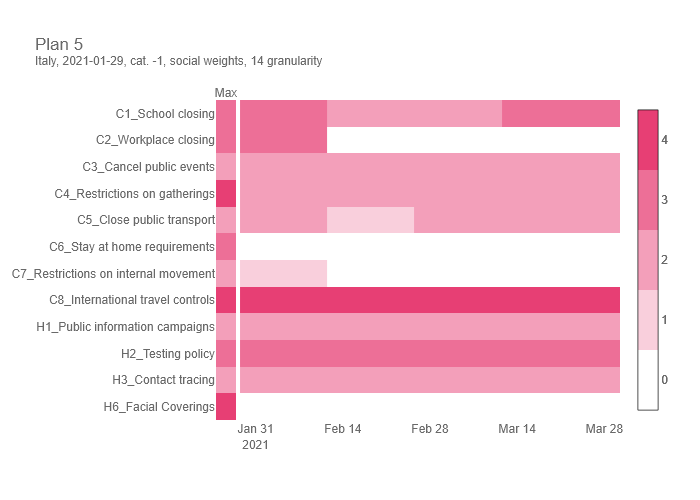 Plan 5
Italy, 2021-01-29, cat. -1, social weights, 14 granularity
Max
C1_School closing
C2_Workplace closing
C3_Cancel public events
C4_Restrictions on gatherings
C5_Close public transport
C6_Stay at home requirements
C7_Restrictions on internal movement
C8_International travel controls
H1_Public information campaigns
H2_Testing policy
H3_Contact tracing
H6_Facial Coverings
4
3
2
1
0
Jan 31 Feb 14 Feb 28 Mar 14 Mar 28
2021